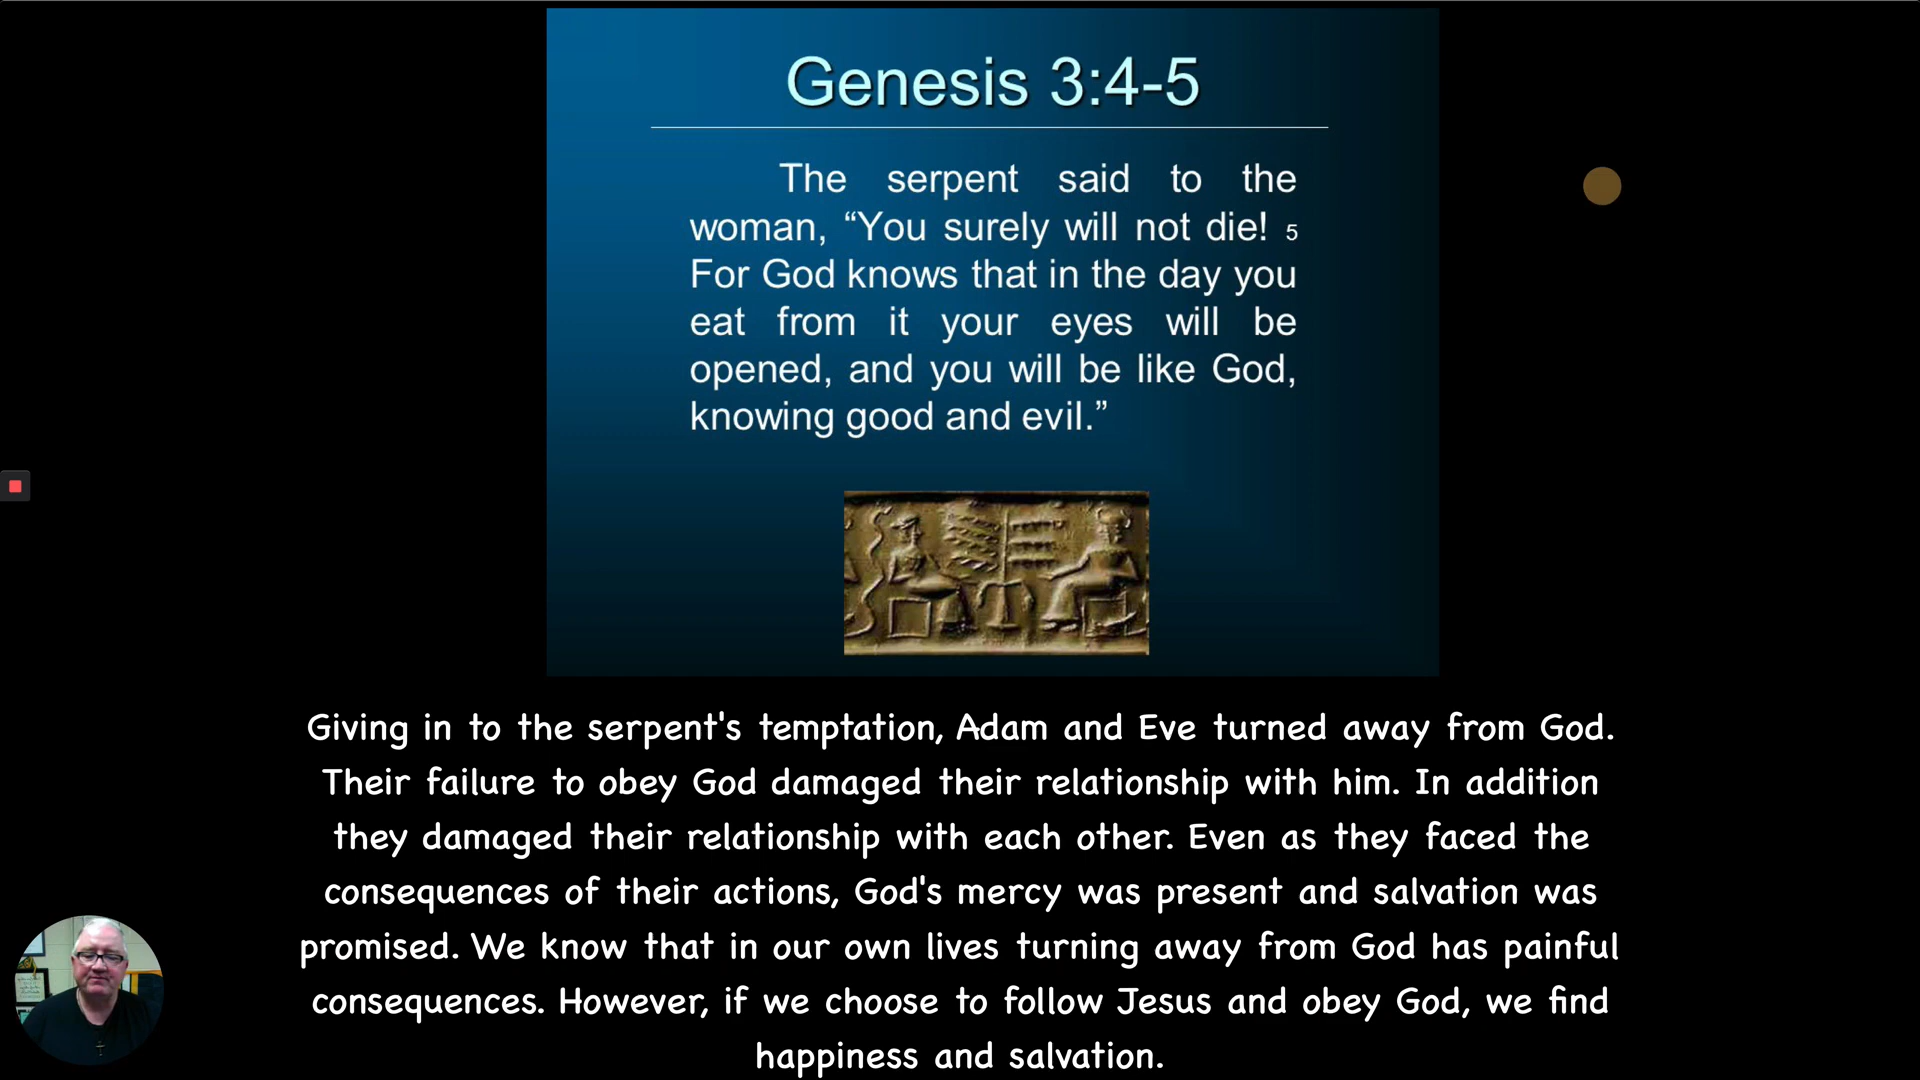 Genesis 3:4-5
The serpent said to the
woman, “You surely will not die! 5
For God knows that in the day you
eat from it your eyes will be
opened, and you will be like God,
knowing good and evil.”
Giving in to the serpent's temptation, Adam and Eve turned away from God.
Their failure to obey God damaged their relationship with him. In addition
they damaged their relationship with each other. Even as they faced the
consequences of their actions, God's mercy was present and salvation was
promised. We know that in our own lives turning away from God has painful
consequences. However, if we choose to follow Jesus and obey God, we find
happiness and salvation.